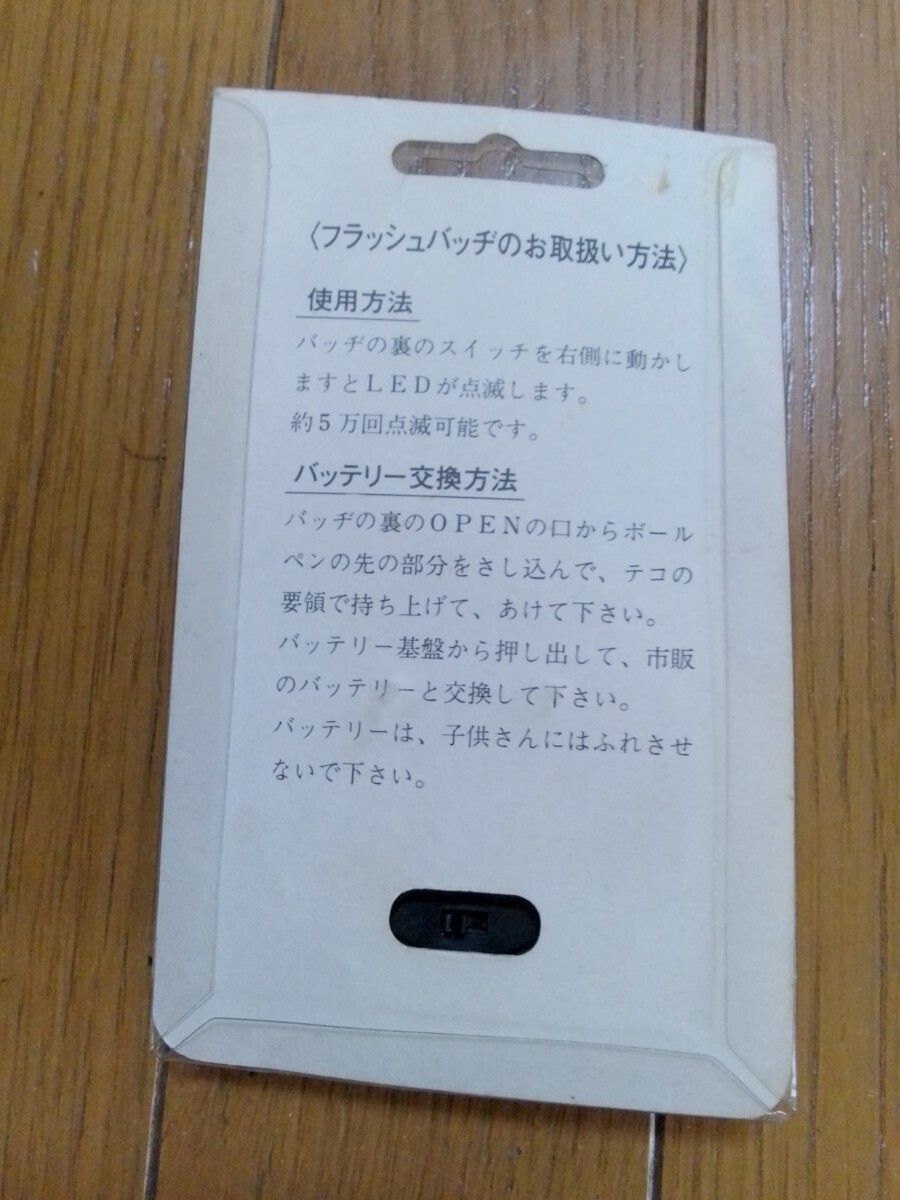 〈フラッシュバッヂのお取扱い方法〉
使用方法
バッヂの裏のスイッチを右側に動かし
ますとＬＥＤが点滅します。
約５万回点滅可能です。
バッテリー交換方法
バッヂの裏のＯＰＥＮの口からボール
ペンの先の部分をさし込んで、テコの
要領で持ち上げて、あけて下さい。
バッテリー基盤から押し出して、市販
のバッテリーと交換して下さい。
バッテリーは、子供さんにはふれさせ
ないで下さい。